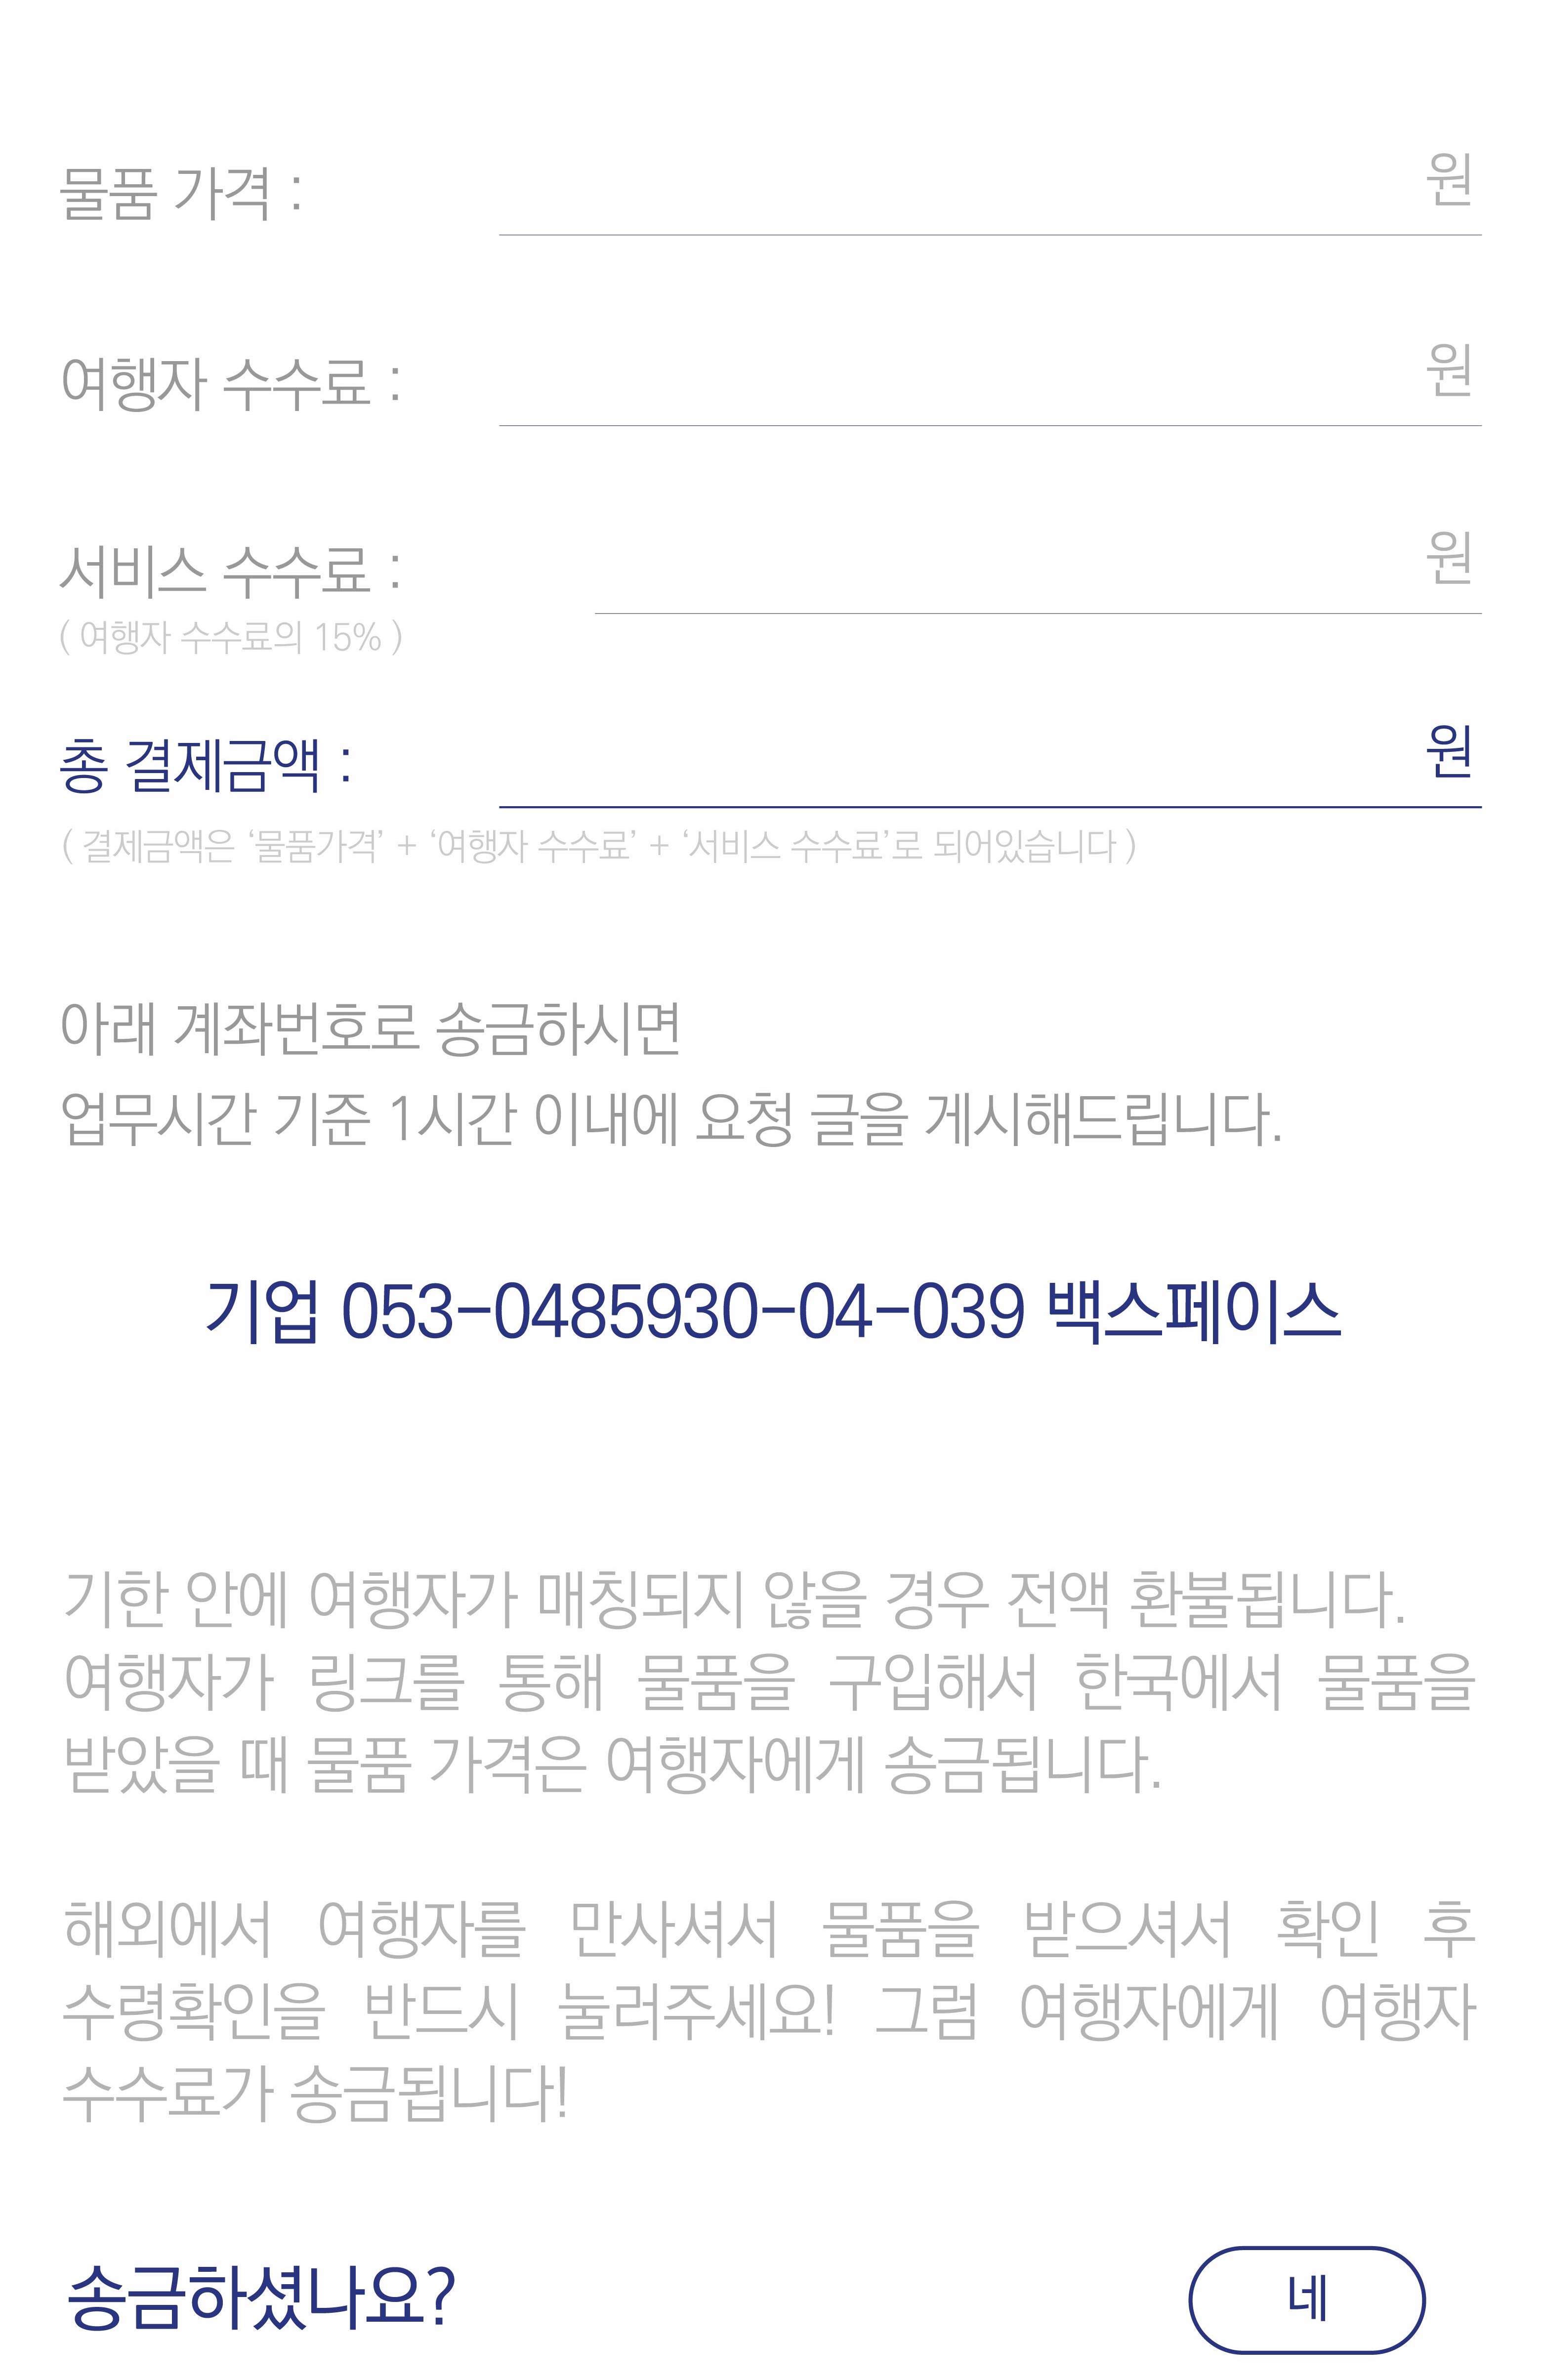 물품 가격 : 원
여행자 수수료 : 원
서비스 수수료 : 원
( 여행자 수수료의 15% )
총 결제금액 : 원
( 결제금액은 ‘물품가격’ + ‘여행자 수수료’ + ‘서비스 수수료’로 되어있습니다 )
아래 계좌번호로 송금하시면
업무시간 기준 1시간 이내에 요청 글을 게시해드립니다.
기업 053-0485930-04-039 백스페이스
기한 안에 여행자가 매칭되지 않을 경우 전액 환불됩니다.
여행자가 링크를 통해 물품을 구입해서 한국에서 물품을
받았을 때 물품 가격은 여행자에게 송금됩니다.
해외에서 여행자를 만사셔서 물품을 받으셔서 확인 후
수령확인을 반드시 눌러주세요! 그럼 여행자에게 여행자
수수료가 송금됩니다!
송금하셨나요? 네